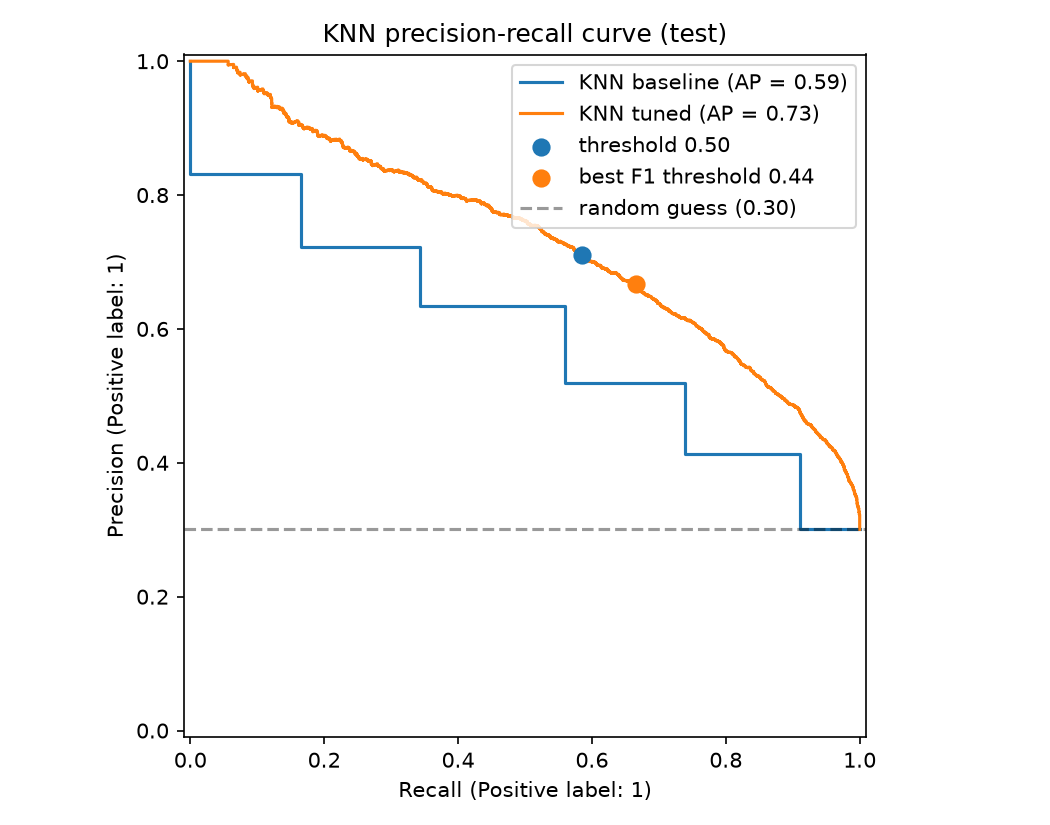 KNN precision-recall curve (test)
KNN baseline (AP = 0.59)
KNN tuned (AP = 0.73)
threshold 0.50
best F1 threshold 0.44
random guess (0.30)
Precision (Positive label: 1)
1.0
0.8
0.6
0.4
0.2
0.0
0.0 0.2 0.4 0.6 0.8 1.0
Recall (Positive label: 1)